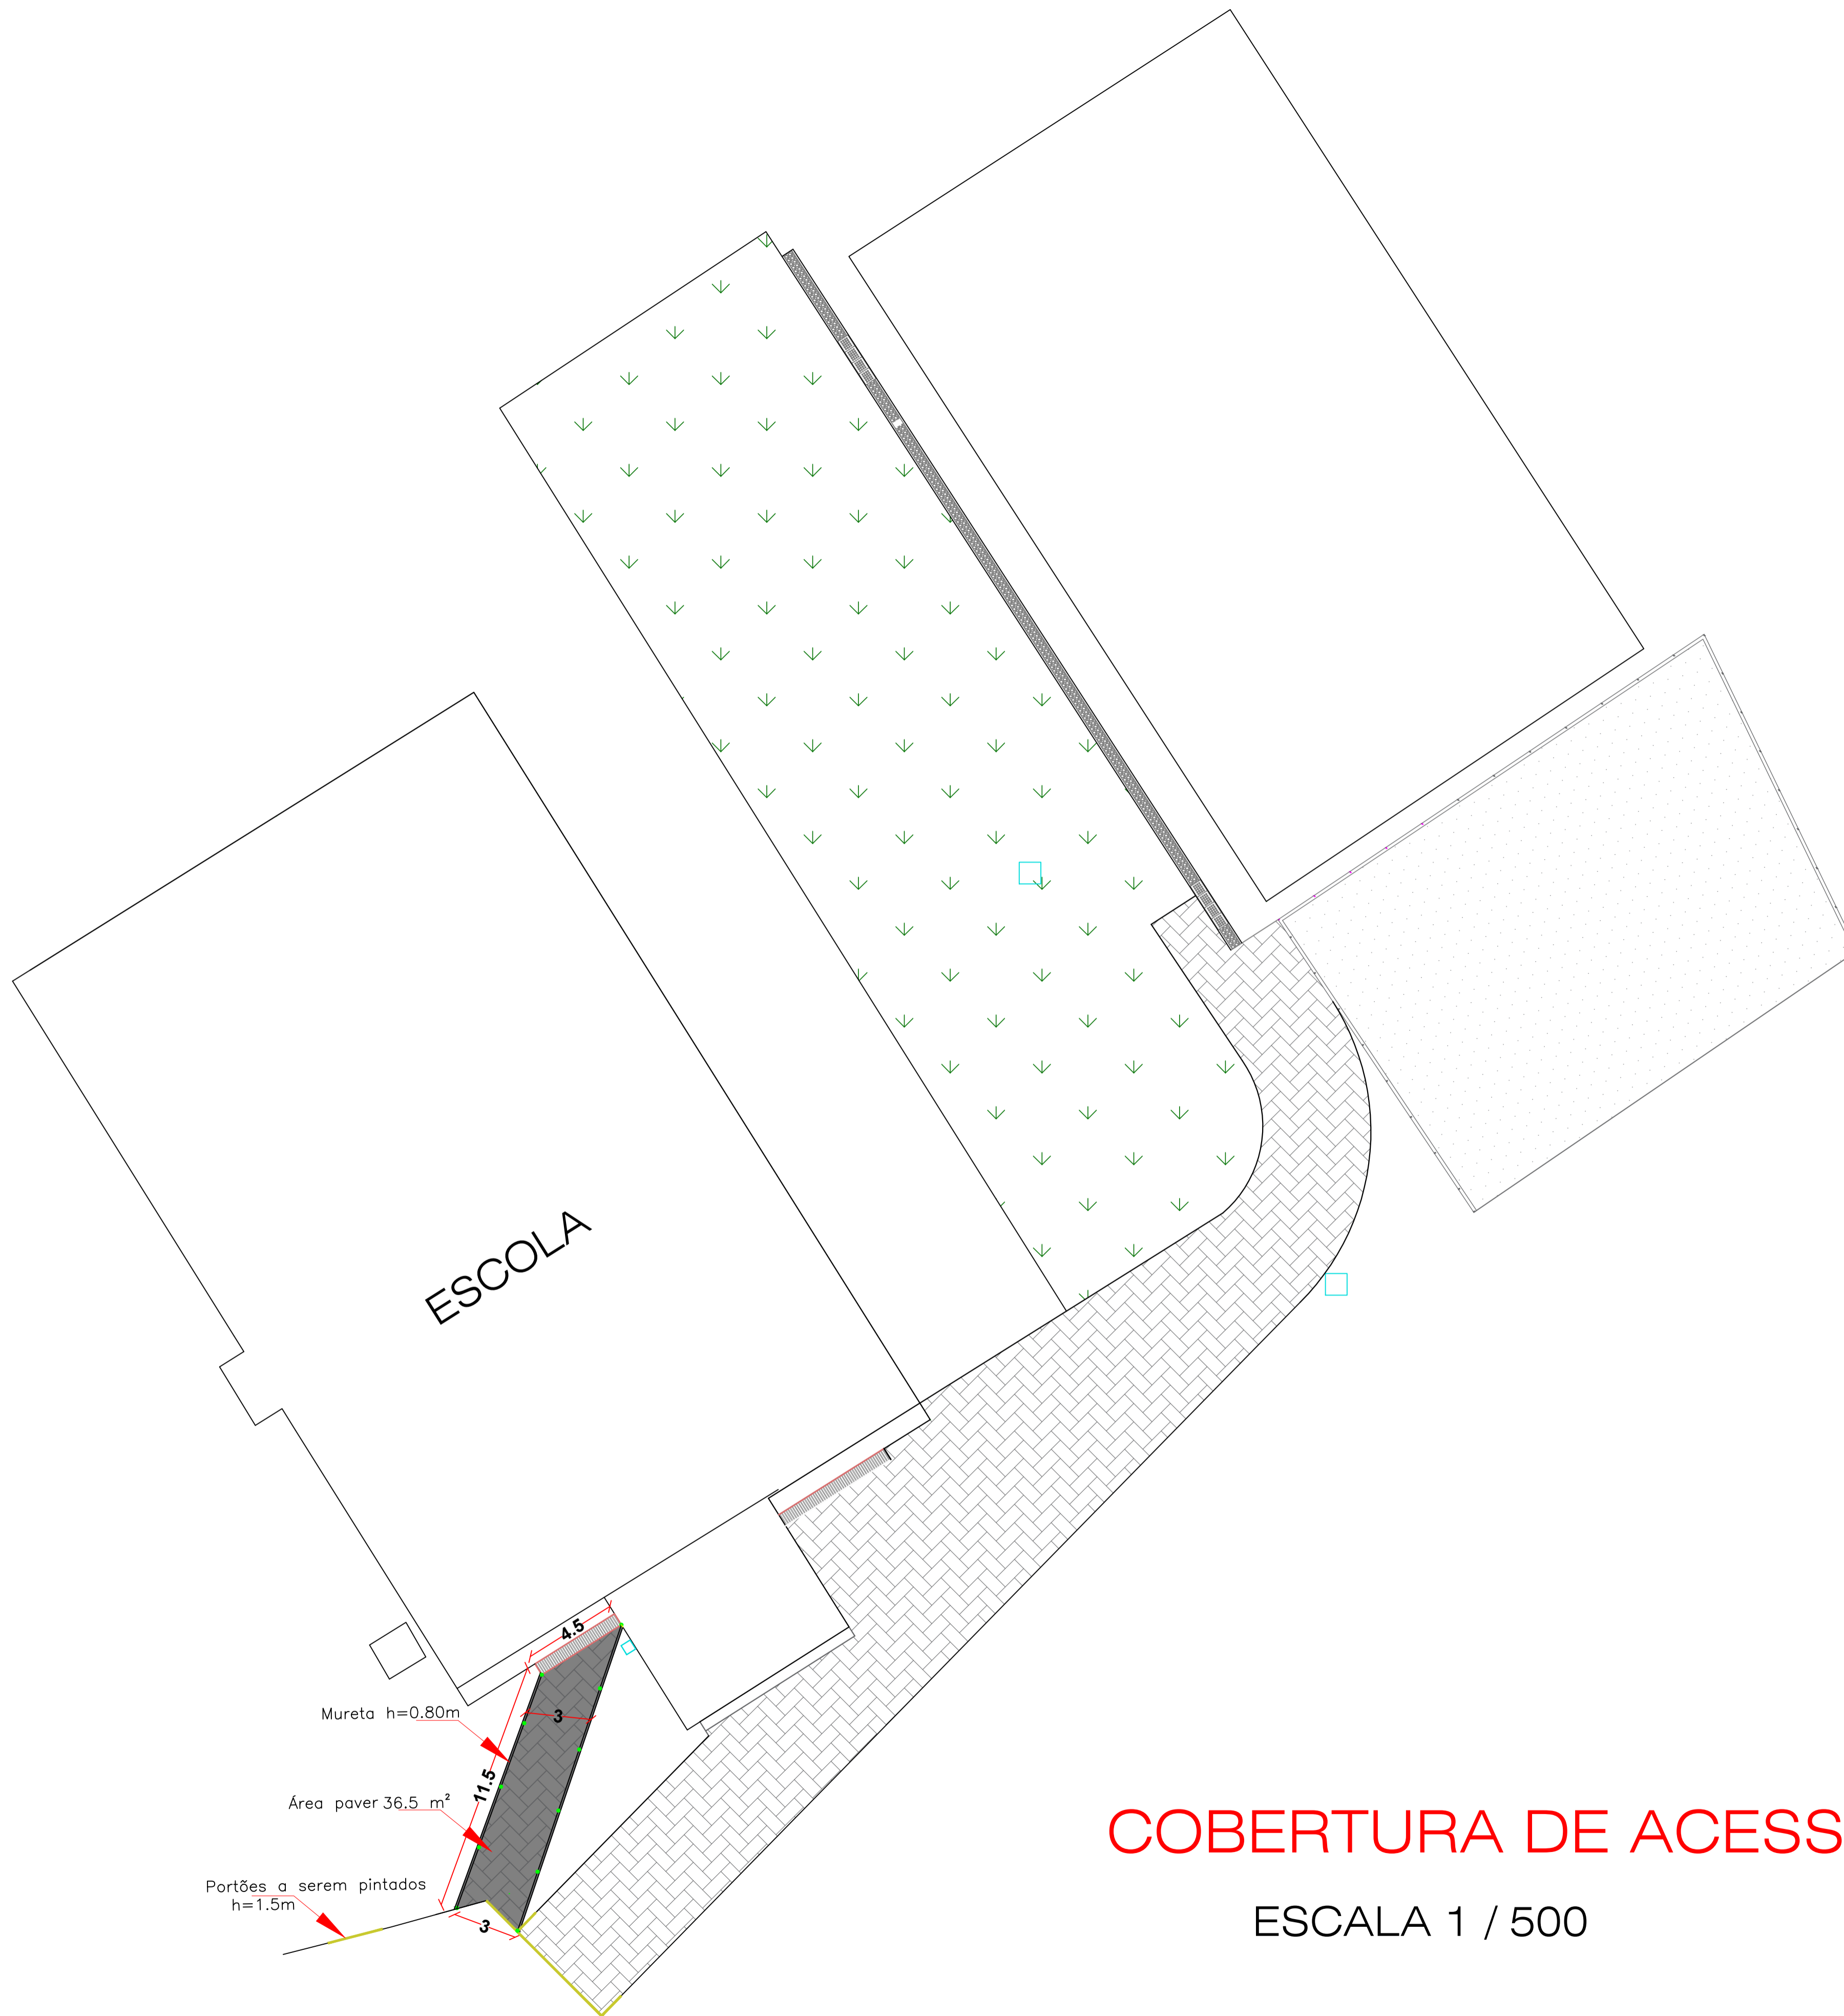 ESCOLA
4.5
Mureta h=0.80m
3
11.5
Área paver 36.5 m²
Portões a serem pintados
h=1.5m
3
COBERTURA DE ACESS
ESCALA 1 / 500